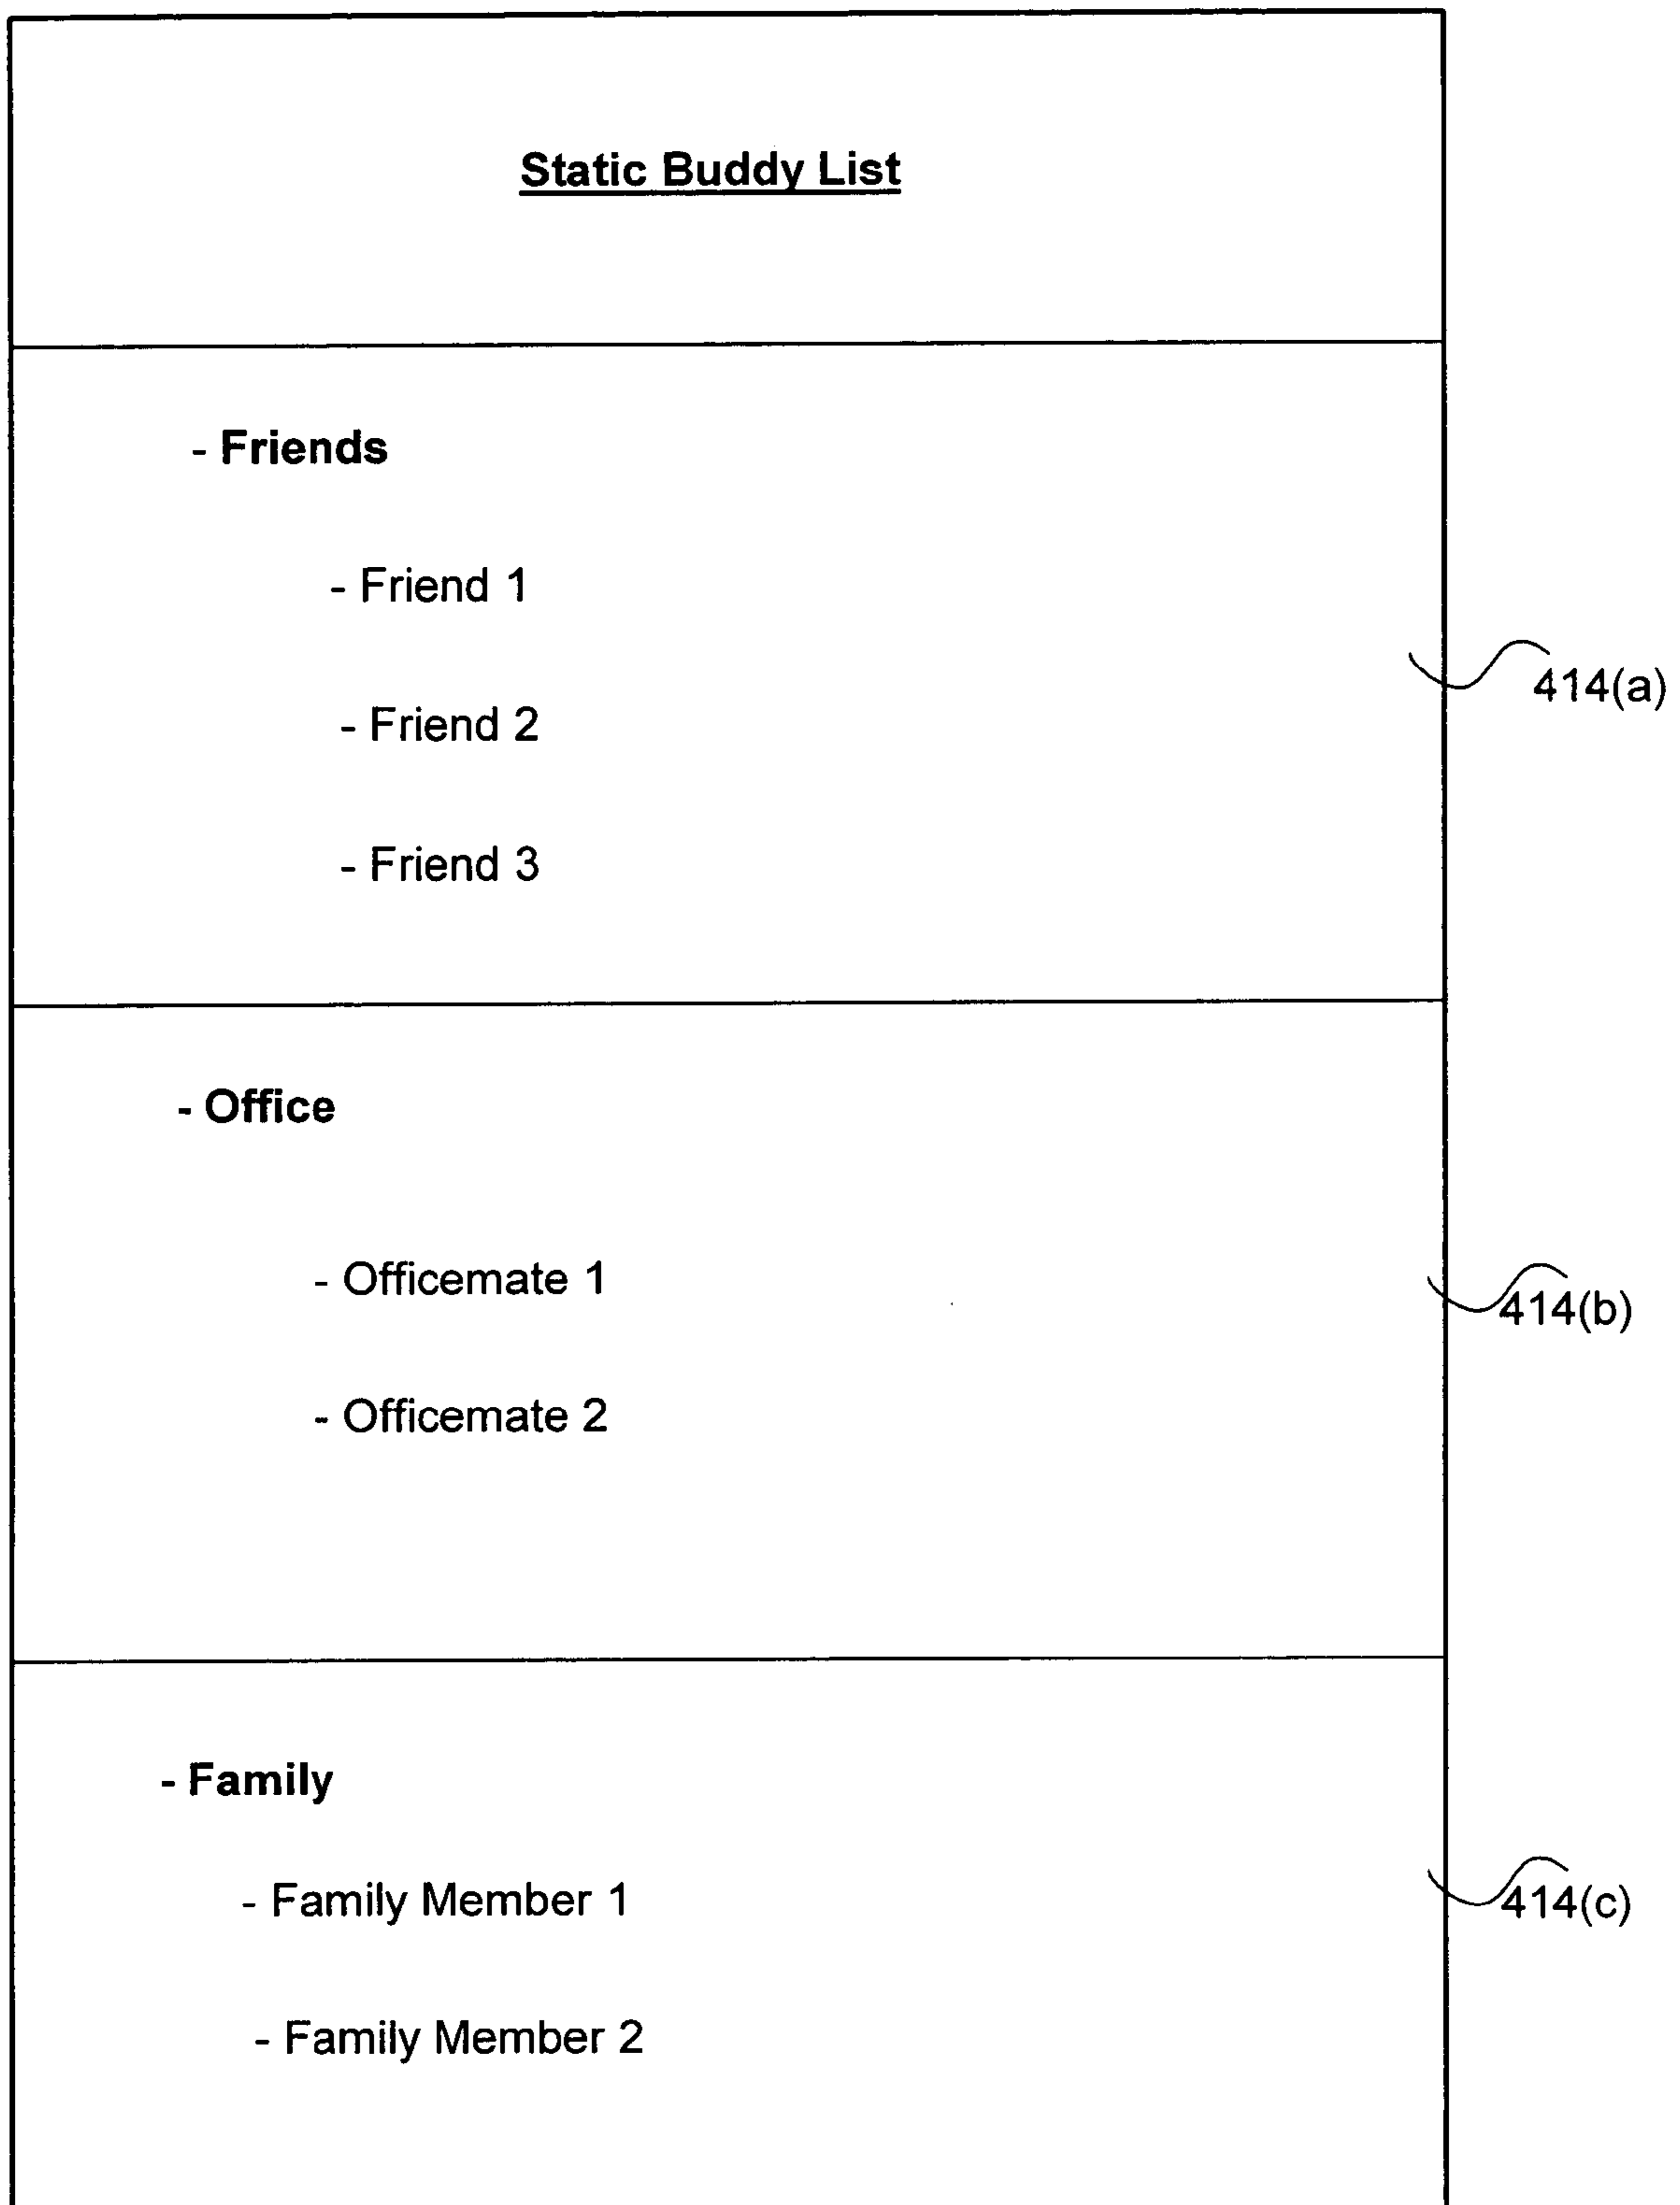 Static Buddy List
- Friends
- Friend 1
414(a)
- Friend 2
- Friend 3
- Office
- Officemate 1
414(b)
- Officemate 2
- Family
- Family Member 1
414(c)
- Family Member 2